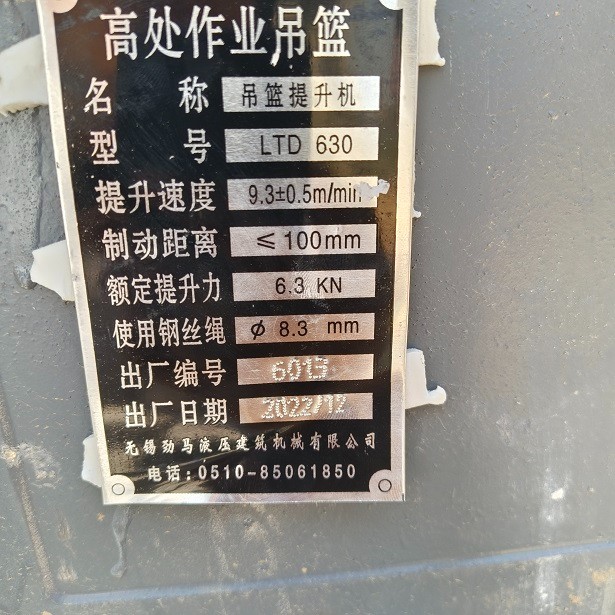 高处作业吊篮
名 称 吊篮提升机
型 号 LTD 630
提升速度 9.3±0.5m/min
制动距离 ≤100mm
额定提升力 6.3 KN
使用钢丝绳 φ 8.3 mm
出厂编号 6013
出厂日期 2022/12
无锡劲马液压建筑机械有限公司
电话:0510-85061850